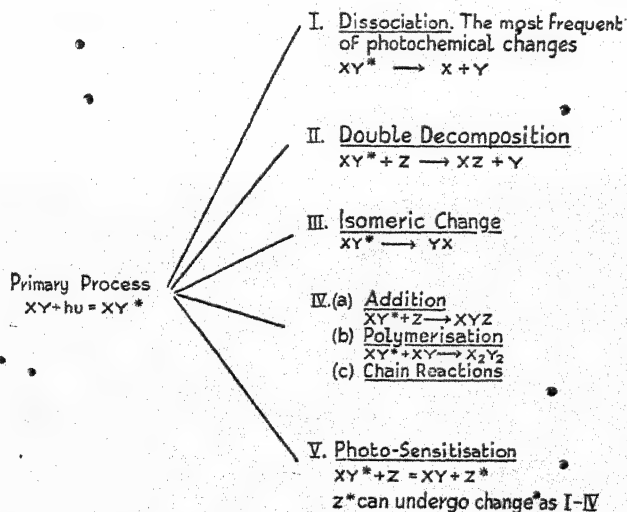 I. Dissociation. The most frequent
of photochemical changes
XY* ⟶ X+Y
II. Double Decomposition
XY*+Z ⟶ XZ + Y
III. Isomeric Change
XY* ⟶ YX
Primary Process
XY+hυ = XY*
IV.(a) Addition
XY*+Z ⟶ XYZ
(b) Polymerisation
XY*+XY ⟶ X₂Y₂
(c) Chain Reactions
V. Photo-Sensitisation
XY*+Z = XY+Z*
Z* can undergo change* as I-IV